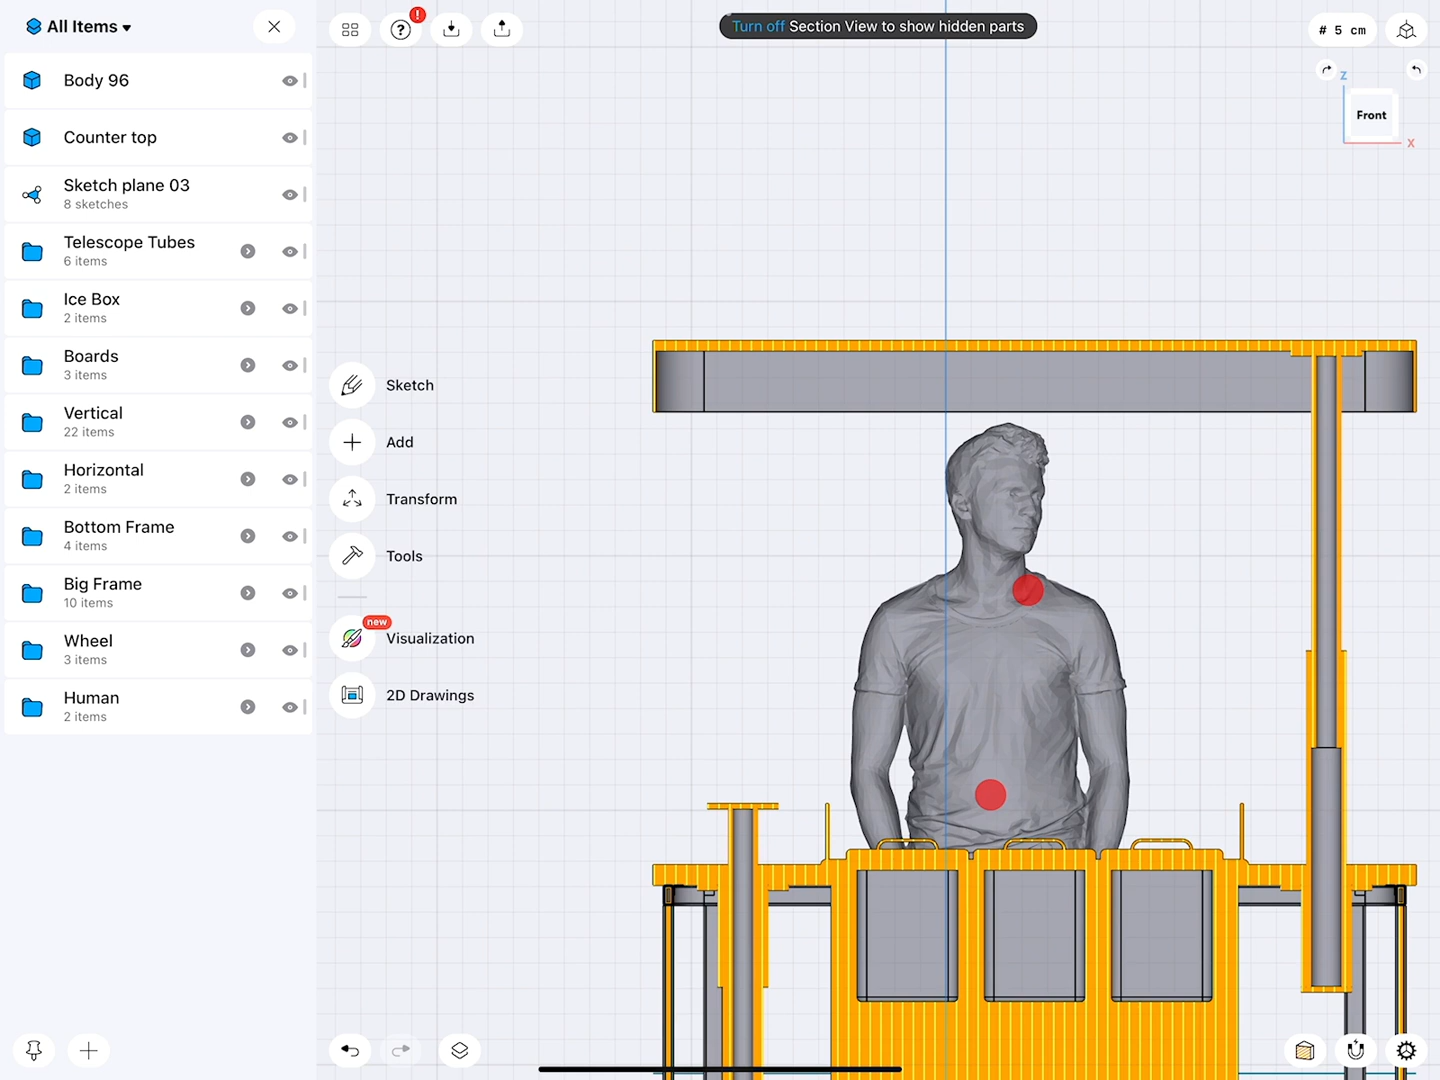 All Items
Turn off Section View to show hidden parts
# 5 cm
Body 96
Z
Front
X
Counter top
Sketch plane 03
8 sketches
Telescope Tubes
6 items
Ice Box
2 items
Boards
3 items
Vertical
22 items
Horizontal
2 items
Bottom Frame
4 items
Big Frame
10 items
Wheel
3 items
Human
2 items
Sketch
Add
Transform
Tools
new
Visualization
2D Drawings